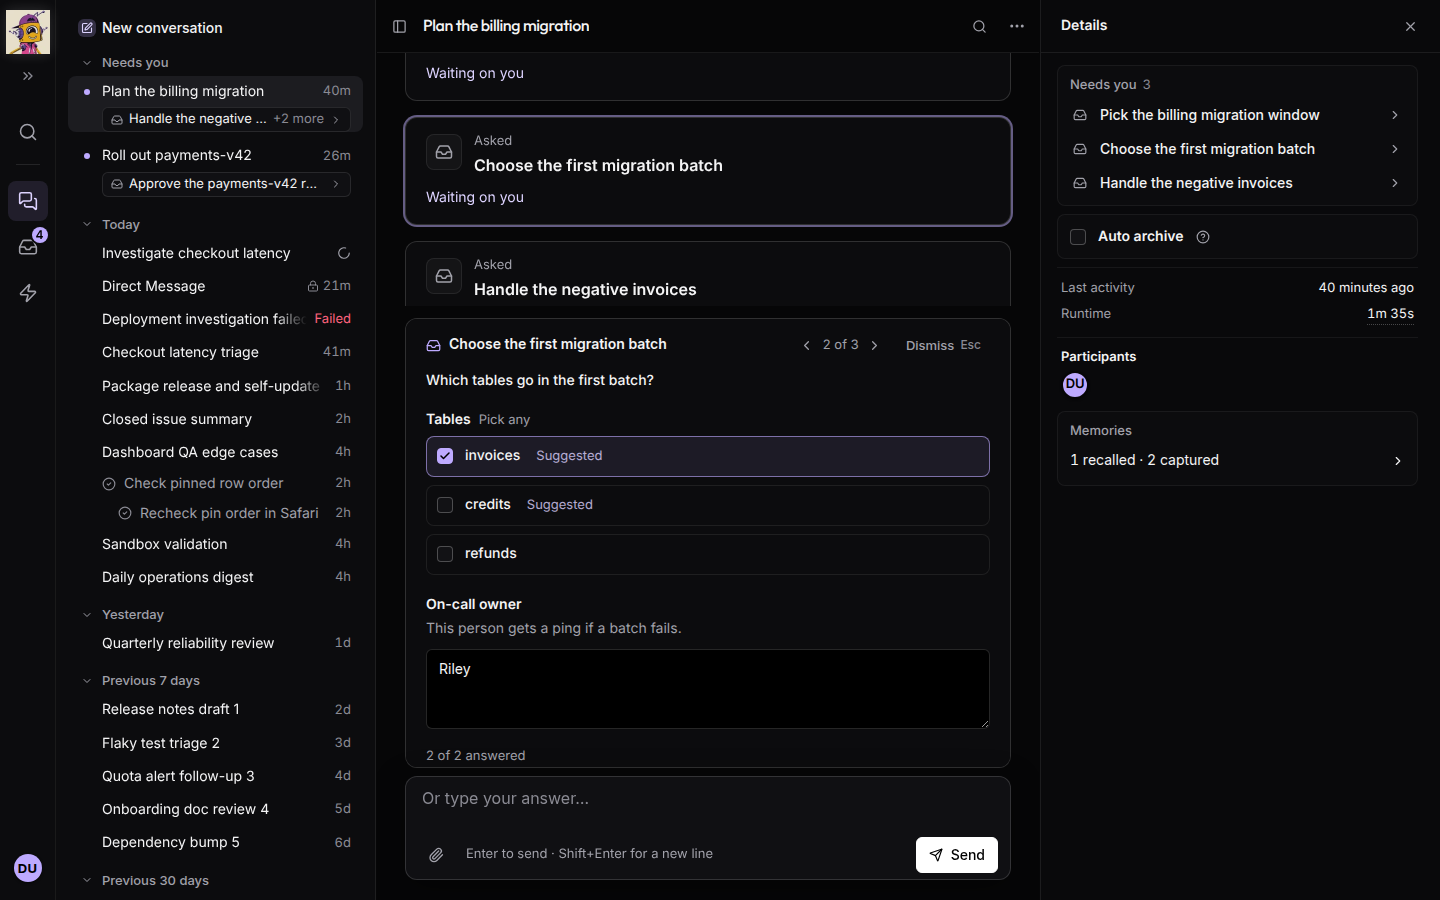 New conversation
Needs you
Plan the billing migration 40m
Handle the negative ... +2 more
Roll out payments-v42 26m
Approve the payments-v42 r...
Today
Investigate checkout latency
Direct Message 21m
Deployment investigation failed Failed
Checkout latency triage 41m
Package release and self-update 1h
Closed issue summary 2h
Dashboard QA edge cases 4h
Check pinned row order 2h
Recheck pin order in Safari 2h
Sandbox validation 4h
Daily operations digest 4h
Yesterday
Quarterly reliability review 1d
Previous 7 days
Release notes draft 1 2d
Flaky test triage 2 3d
Quota alert follow-up 3 4d
Onboarding doc review 4 5d
Dependency bump 5 6d
Previous 30 days
4
DU
Plan the billing migration
Waiting on you
Asked
Choose the first migration batch
Waiting on you
Asked
Handle the negative invoices
Choose the first migration batch 2 of 3 Dismiss Esc
Which tables go in the first batch?
Tables Pick any
invoices Suggested
credits Suggested
refunds
On-call owner
This person gets a ping if a batch fails.
Riley
2 of 2 answered
Or type your answer...
Enter to send · Shift+Enter for a new line
Send
Details
Needs you 3
Pick the billing migration window
Choose the first migration batch
Handle the negative invoices
Auto archive
Last activity 40 minutes ago
Runtime 1m 35s
Participants
DU
Memories
1 recalled · 2 captured